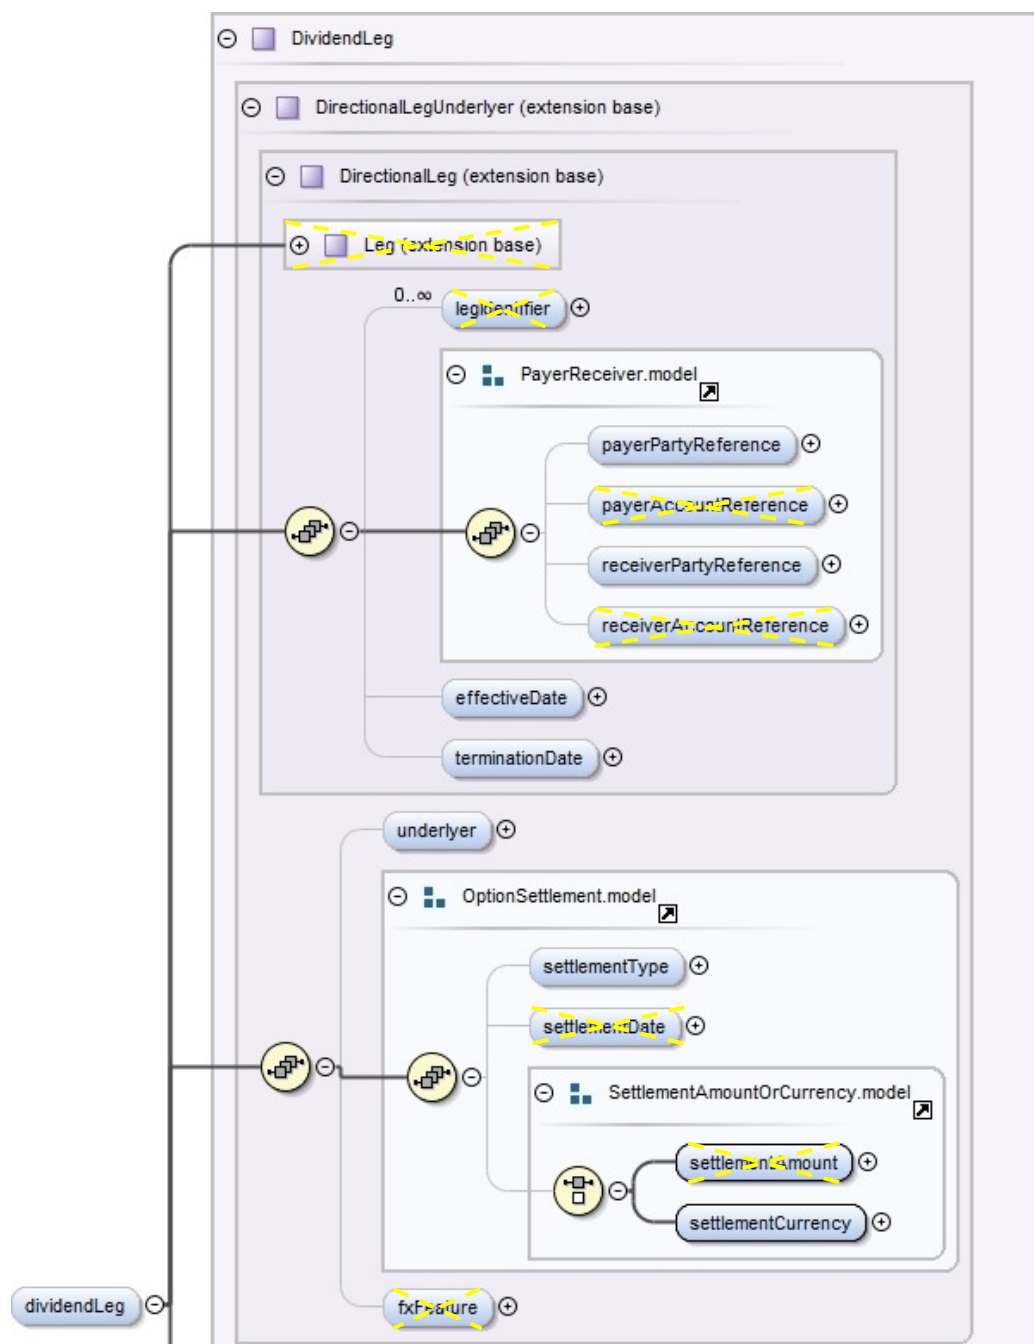 DividendLeg
DirectionalLegUnderlyer (extension base)
DirectionalLeg (extension base)
Leg (extension base)
0..∞
legIdentifier
PayerReceiver.model
payerPartyReference
payerAccountReference
receiverPartyReference
receiverAccountReference
effectiveDate
terminationDate
underlyer
OptionSettlement.model
settlementType
settlementDate
SettlementAmountOrCurrency.model
settlementAmount
settlementCurrency
dividendLeg
fxFeature